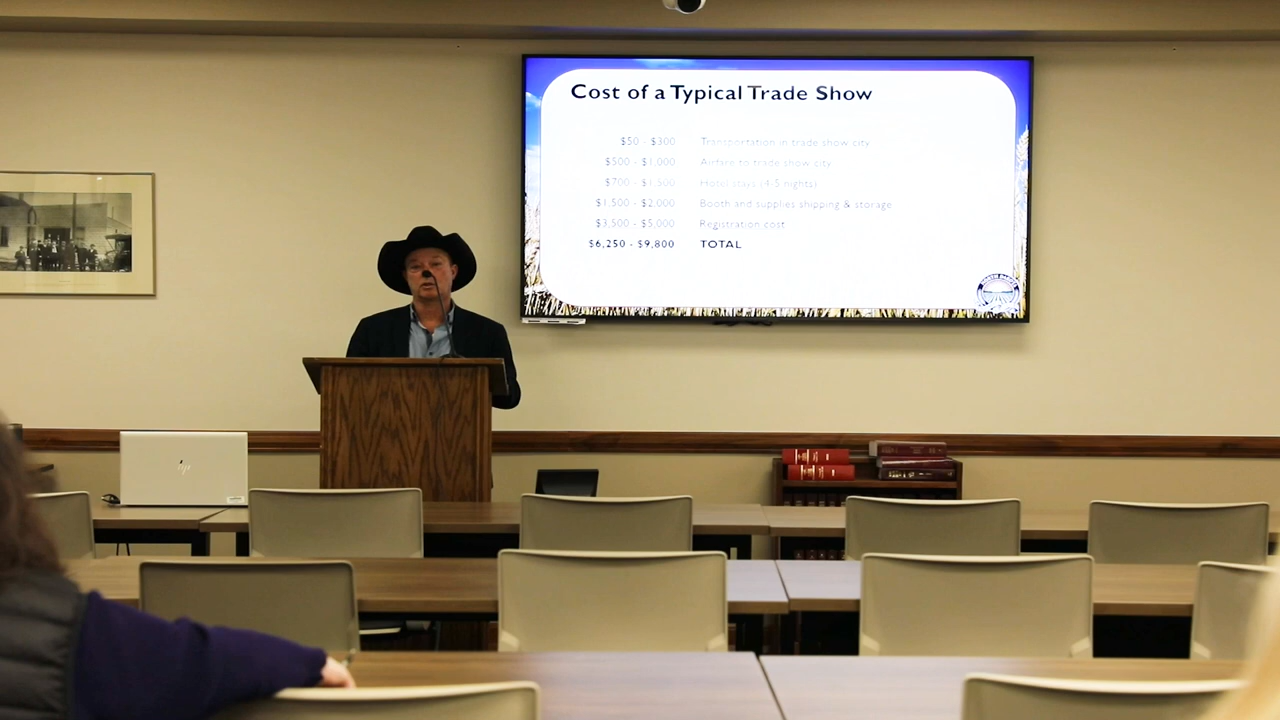 Cost of a Typical Trade Show
$50 - $300 Transportation in trade show city
$500 - $1,000 Airfare to trade show city
$700 - $1,500 Hotel stays (4-5 nights)
$1,500 - $2,000 Booth and supplies shipping & storage
$3,500 - $5,000 Registration cost
$6,250 - $9,800 TOTAL
hp